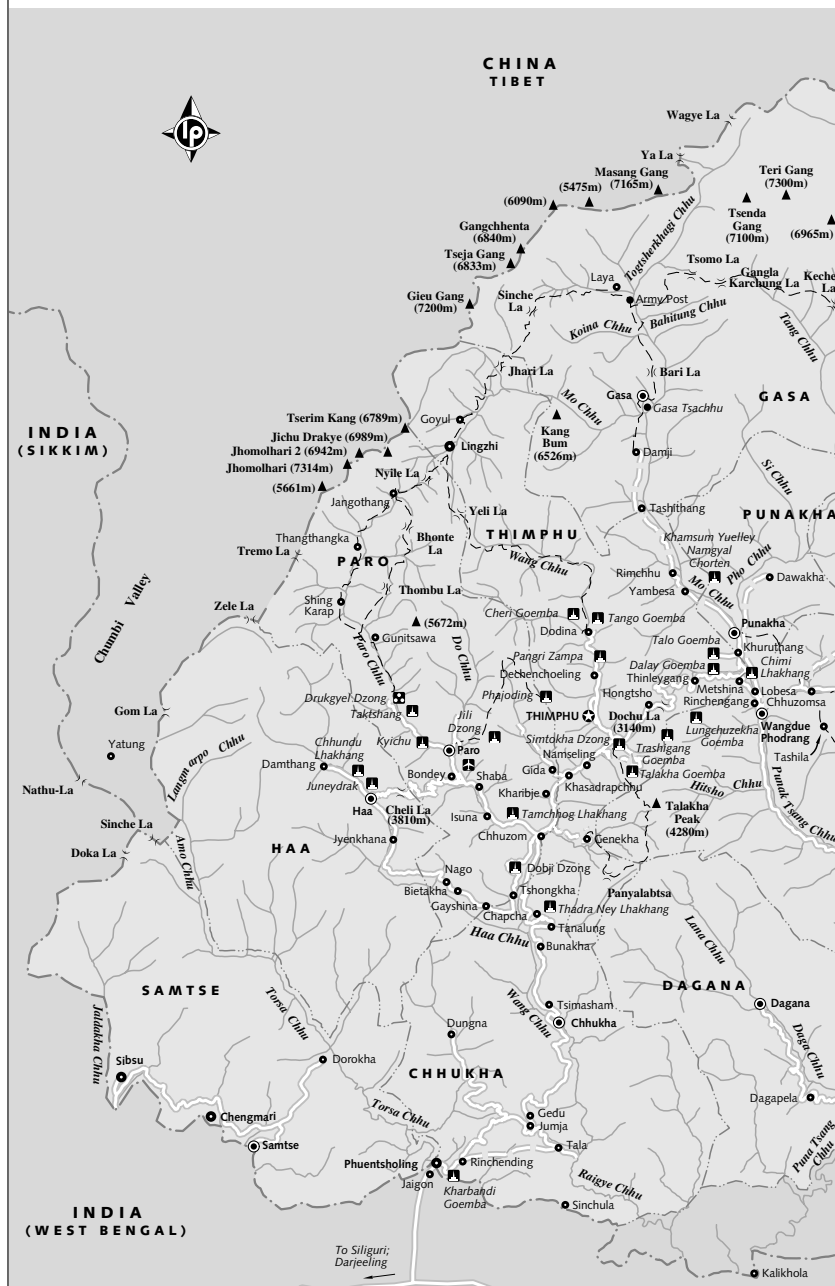 CHINA
TIBET
lp
Wagye La
Ya La
Masang Gang
(7165m)
(5475m)
(6090m)
Teri Gang
(7300m)
Tsenda
Gang
(7100m)
(6965m)
Gangchhenta
(6840m)
Tseja Gang
(6833m)
Togtsherkhagi Chhu
Tsomo La
Gangla
Karchung La
Keche
La
Laya
Army Post
Gieu Gang
(7200m)
Sinche
La
Koina Chhu
Bahitung Chhu
Tang Chhu
Jhari La
Bari La
Mo Chhu
Gasa
Gasa Tsachhu
GASA
Tserim Kang (6789m)
Goyul
Kang
Bum
(6526m)
INDIA
(SIKKIM)
Jichu Drakye (6989m)
Jhomolhari 2 (6942m)
Jhomolhari (7314m)
(5661m)
Lingzhi
Damji
Nyile La
Jangothang
Si Chhu
Yeli La
Tashithang
PUNAKHA
Thangthangka
Bhonte
La
THIMPHU
Khamsum Yuelley
Namgyal
Chorten
Tremo La
PARO
Wang Chhu
Pho Chhu
Rimchhu
Mo Chhu
Dawakha
Chumbi Valley
Thombu La
Yambesa
Shing
Karap
Zele La
(5672m)
Cheri Goemba
Tango Goemba
Punakha
Gunitsawa
Do Chhu
Dodina
Talo Goemba
Khuruthang
Paro Chhu
Pangri Zampa
Dalay Goemba
Chimi
Lhakhang
Dechencholing
Thinleygang
Drukgyel Dzong
Taktshang
Phajoding
Hongtsho
Metshina
Lobesa
Rinchengang
Chhuzomsa
Gom La
Jili
Dzong
THIMPHU
Dochu La
(3140m)
Lungchuzekha
Goemba
Wangdue
Phodrang
Simtokha Dzong
Yatung
Langmarpo Chhu
Chhundu
Lhakhang
Kyichu
Paro
Namseling
Trashigang
Goemba
Tashila
Damthang
Juneydrak
Bondey
Shaba
Gida
Talakha Goemba
Khasadrapchhu
Hiisho Chhu
Nathu-La
Haa
Kharibje
Punak Tsang Chhu
Cheli La
(3810m)
Isuna
Tamchhog Lhakhang
Talakha
Peak
(4280m)
Sinche La
Amo Chhu
Jyenkhana
Chhuzom
Genekha
Doka La
HAA
Nago
Dobji Dzong
Bietakha
Tshongkha
Panyalabtsa
Gayshina
Chapcha
Thadra Ney Lhakhang
Tanalung
Haa Chhu
Bunakha
Lana Chhu
SAMTSE
DAGANA
Torsa Chhu
Wang Chhu
Tsimasham
Dagana
Jaldakha Chhu
Dungna
Chhukha
Daga Chhu
Sibsu
Dorokha
CHHUKHA
Dagapela
Chengmari
Torsa Chhu
Gedu
Jumja
Samtse
Tala
Puna Tsang
Chhu
Phuentsholing
Rinchending
Jaigon
Kharbandi
Goemba
Raigye Chhu
Sinchula
INDIA
(WEST BENGAL)
To Siliguri;
Darjeeling
Kalikhola